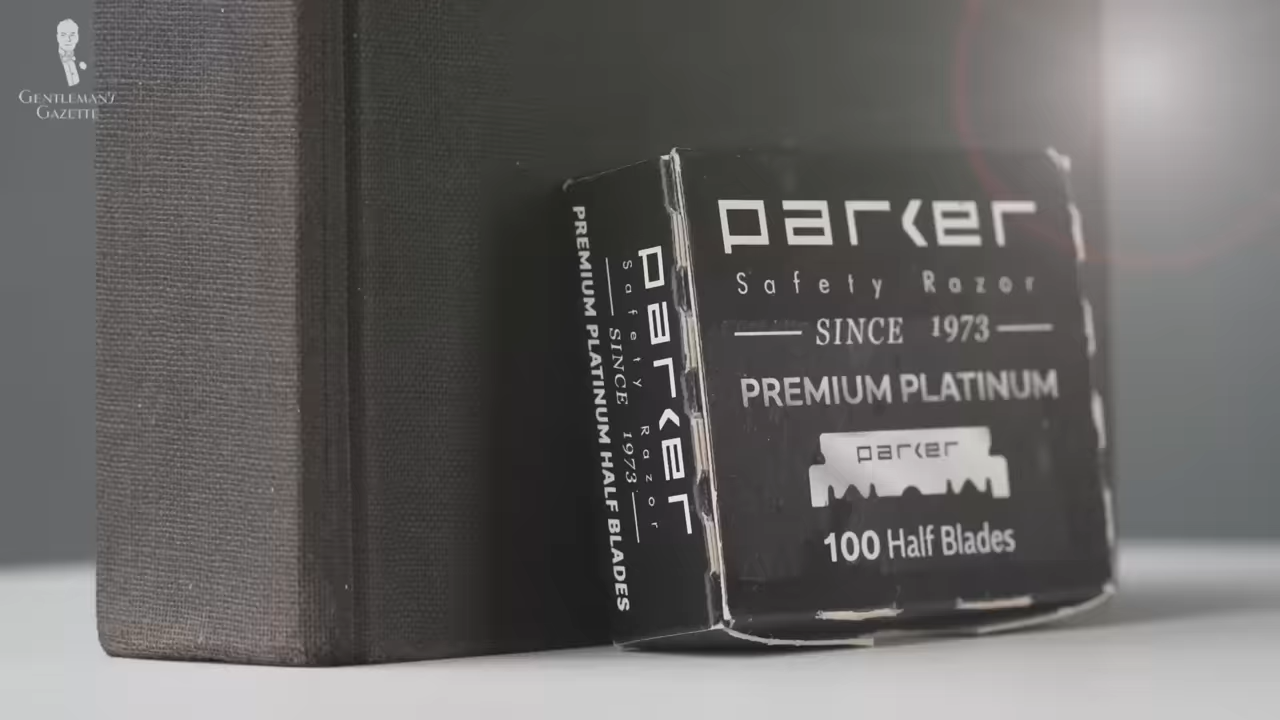 GENTLEMAN'S
GAZETTE
PREMIUM PLATINUM HALF BLADES
parker
Safety Razor
SINCE 1973
parker
Safety Razor
SINCE 1973
PREMIUM PLATINUM
parker
100 Half Blades